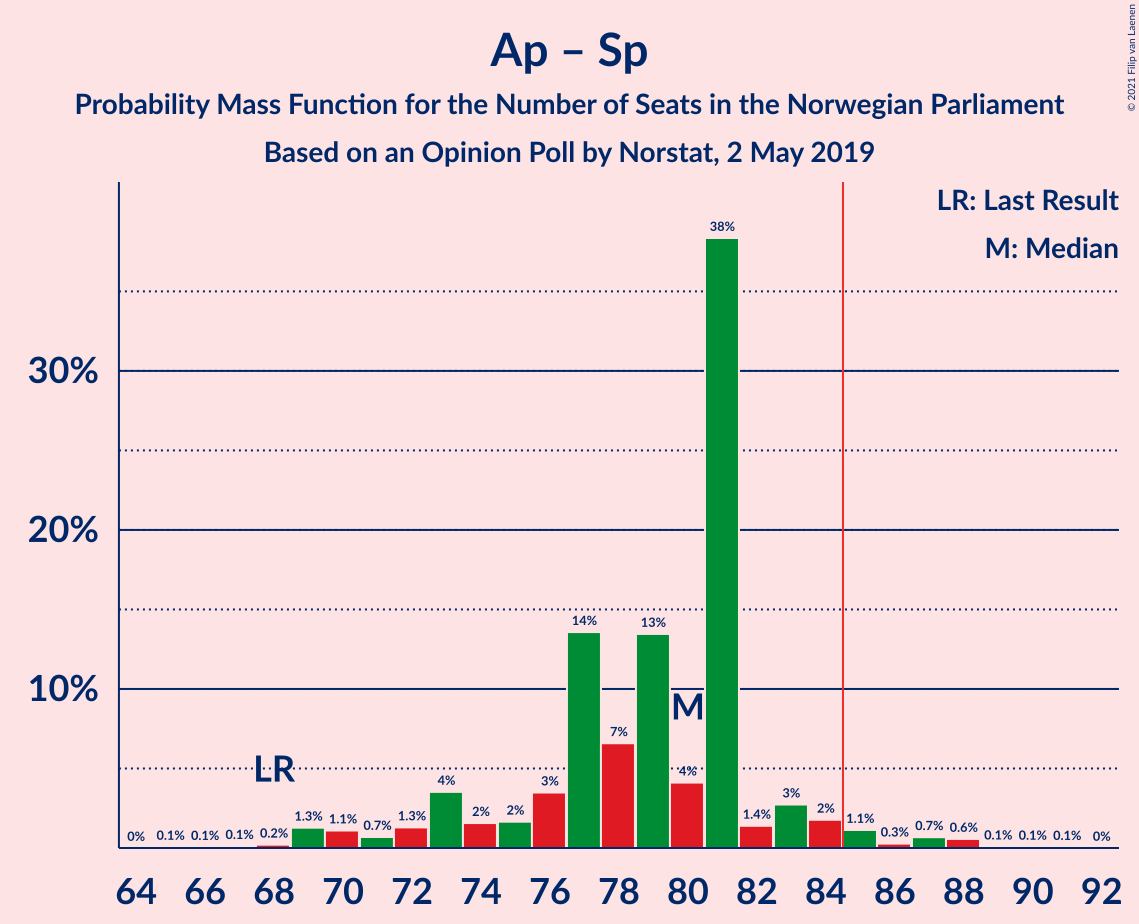 Ap – Sp
Probability Mass Function for the Number of Seats in the Norwegian Parliament
Based on an Opinion Poll by Norstat, 2 May 2019
© 2021 Filip van Laenen
LR: Last Result
M: Median
30%
20%
10%
LR
M
0% 0.1% 0.1% 0.1% 0.2% 1.3% 1.1% 0.7% 1.3% 4% 2% 2% 3% 14% 7% 13% 4% 38% 1.4% 3% 2% 1.1% 0.3% 0.7% 0.6% 0.1% 0.1% 0.1% 0%
64 66 68 70 72 74 76 78 80 82 84 86 88 90 92